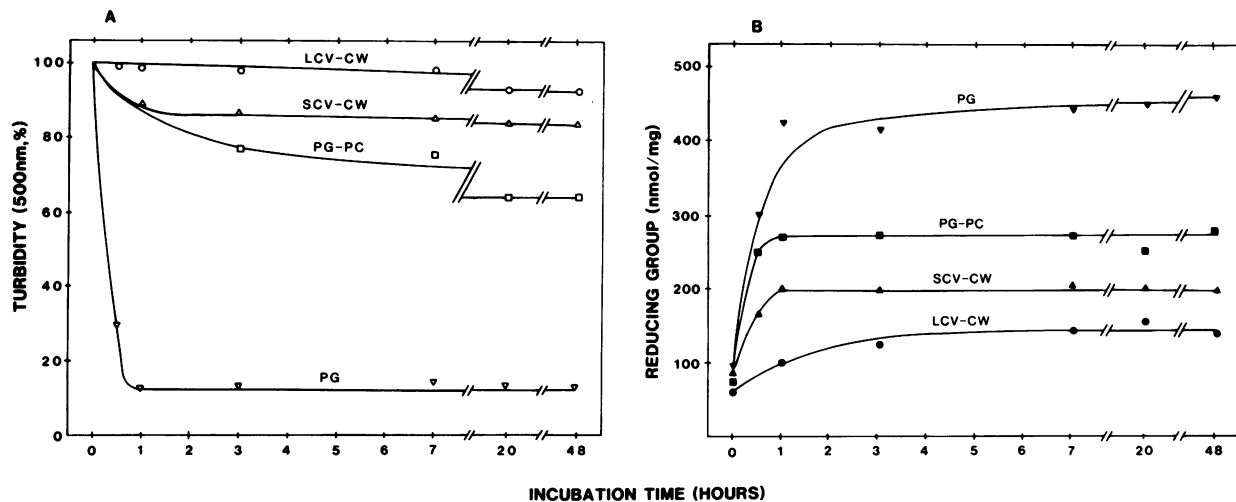 A
TURBIDITY (500nm,%)
100
80
60
40
20
0
LCV-CW
SCV-CW
PG-PC
PG
0 1 2 3 4 5 6 7 20 48
B
REDUCING GROUP (nmol/mg)
500
400
300
200
100
0
PG
PG-PC
SCV-CW
LCV-CW
0 1 2 3 4 5 6 7 20 48
INCUBATION TIME (HOURS)